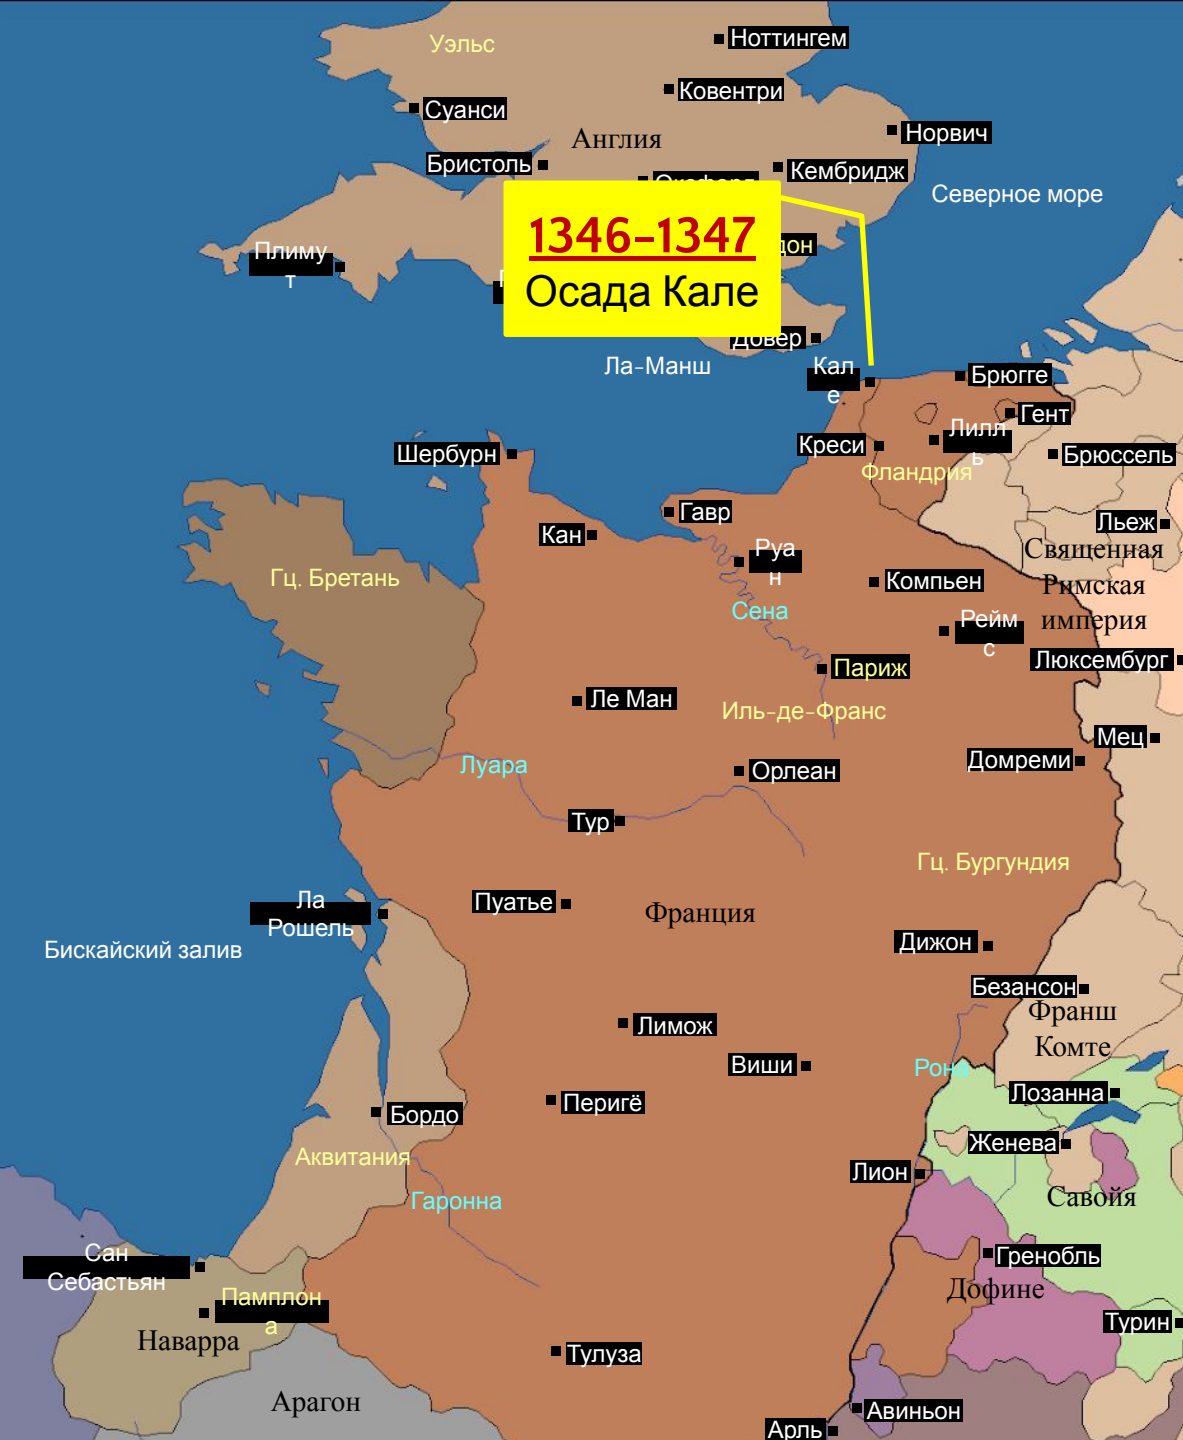 Уэльс
Ноттингем
Ковентри
Суанси
Норвич
Англия
Бристоль
Кембридж
Северное море
1346-1347
Осада Кале
дон
Плиму
т
Довер
Ла-Манш
Кал
е
Брюгге
Гент
Лилл
ь
Креси
Шербурн
Брюссель
Фландрия
Гавр
Льеж
Кан
Священная
Римская
империя
Руа
н
Гц. Бретань
Компьен
Сена
Рейм
с
Люксембург
Париж
Ле Ман
Иль-де-Франс
Мец
Луара
Орлеан
Домреми
Тур
Гц. Бургундия
Ла
Рошель
Пуатье
Франция
Бискайский залив
Дижон
Безансон
Франш
Комте
Лимож
Виши
Рона
Лозанна
Перигё
Бордо
Женева
Аквитания
Лион
Гаронна
Савойя
Сан
Себастьян
Гренобль
Дофине
Памплон
а
Турин
Наварра
Тулуза
Арагон
Авиньон
Арль